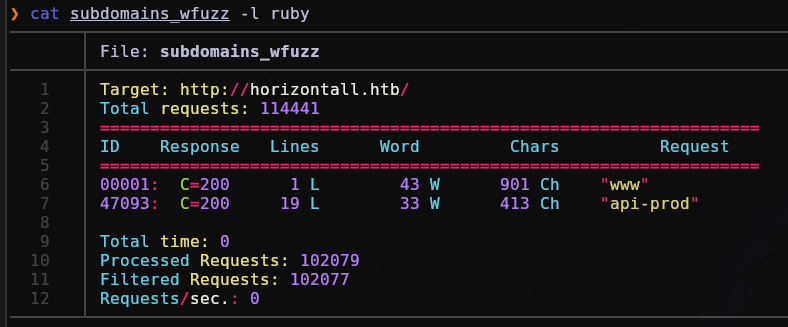 ❯ cat subdomains_wfuzz -l ruby
File: subdomains_wfuzz
1 Target: http://horizontall.htb/
2 Total requests: 114441
3 ==================================================================
4 ID    Response   Lines      Word         Chars          Request
5 ==================================================================
6 00001:  C=200      1 L       43 W      901 Ch    "www"
7 47093:  C=200     19 L       33 W      413 Ch    "api-prod"
8
9 Total time: 0
10 Processed Requests: 102079
11 Filtered Requests: 102077
12 Requests/sec.: 0